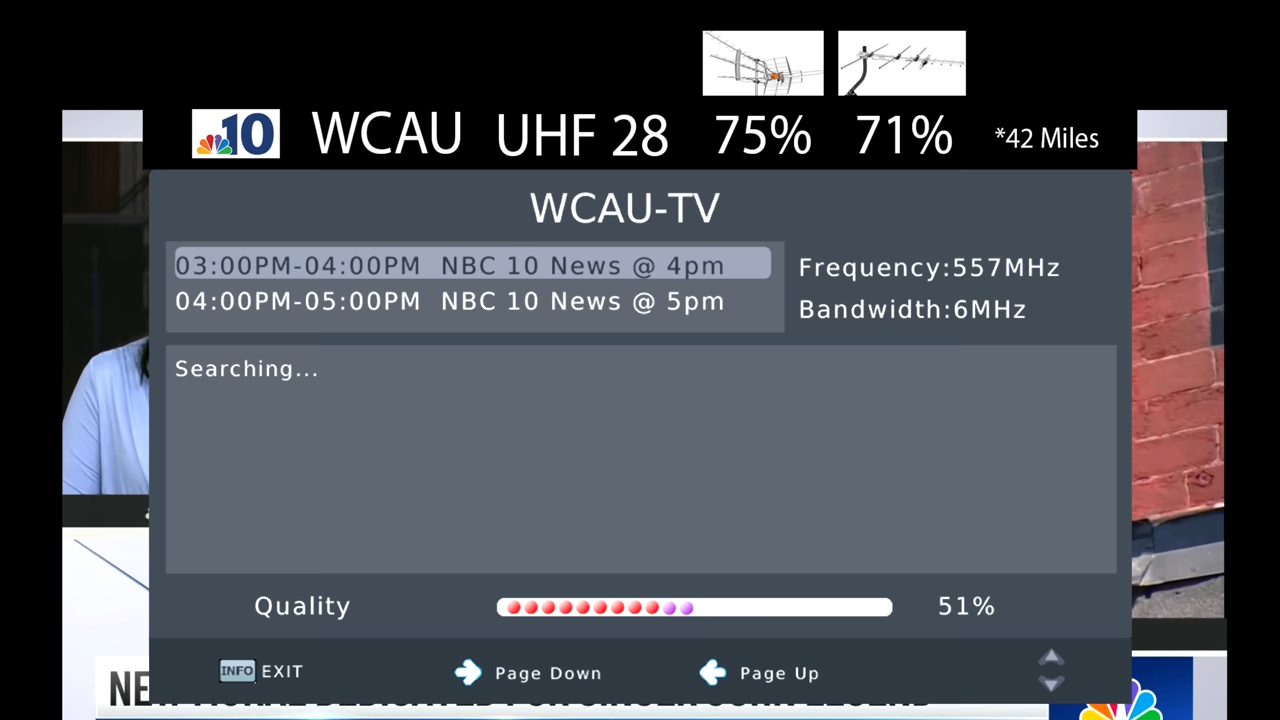 10 WCAU UHF 28 75% 71% *42 Miles
WCAU-TV
03:00PM-04:00PM NBC 10 News @ 4pm
04:00PM-05:00PM NBC 10 News @ 5pm
Frequency:557MHz
Bandwidth:6MHz
Searching...
Quality 51%
INFO EXIT Page Down Page Up